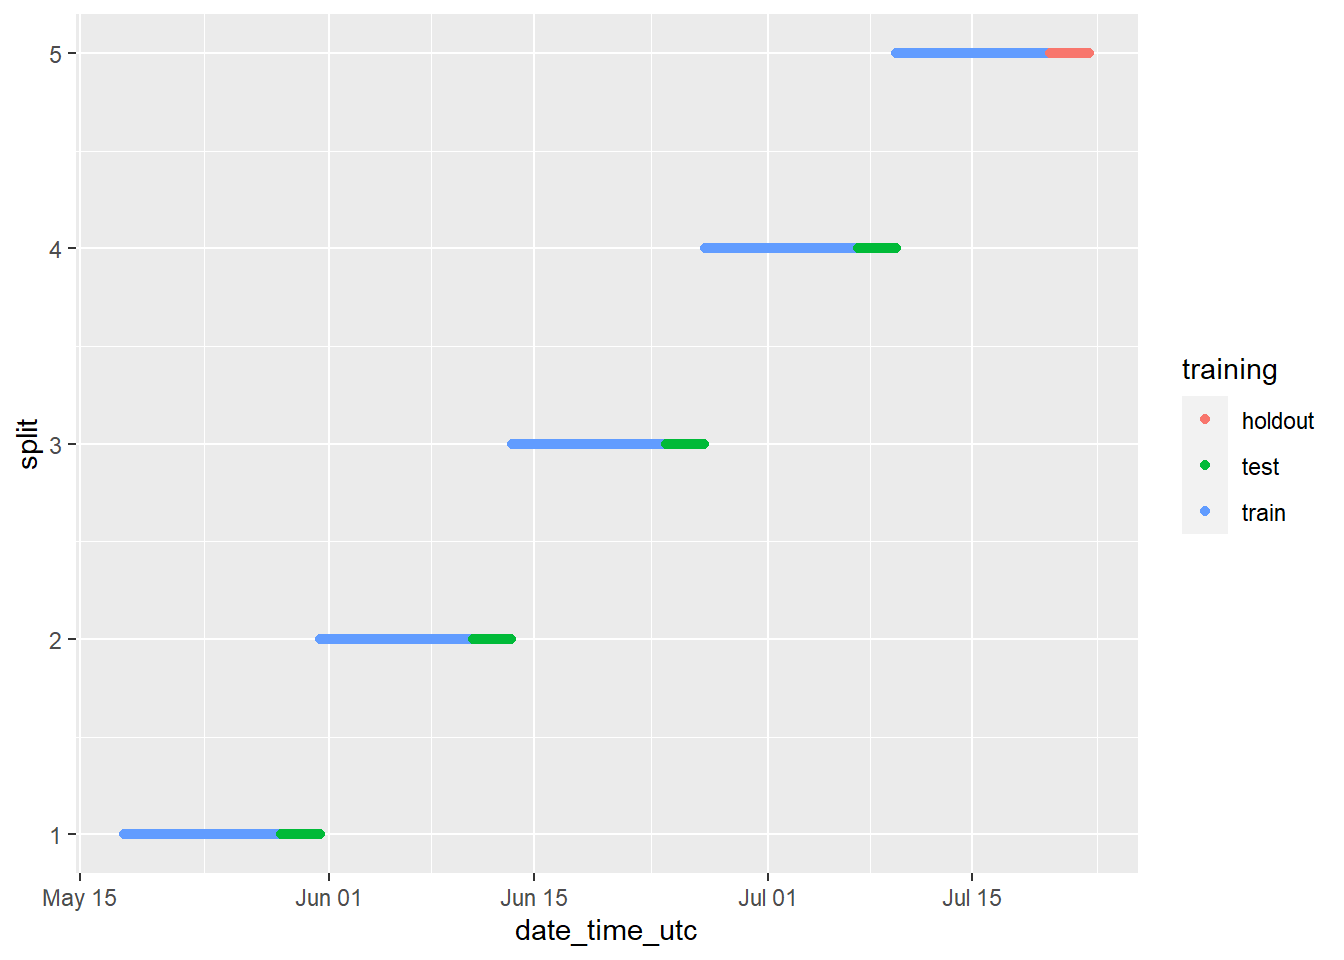 5
4
3
2
1
split
May 15
Jun 01
Jun 15
Jul 01
Jul 15
date_time_utc
training
holdout
test
train